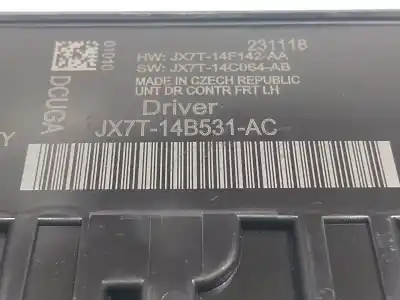 231118
01010
HW: JX7T-14F142-AA
SW: JX7T-14C064-AB
MADE IN CZECH REPUBLIC
UNT DR CONTR FRT LH
DCUGA
Driver
JX7T-14B531-AC